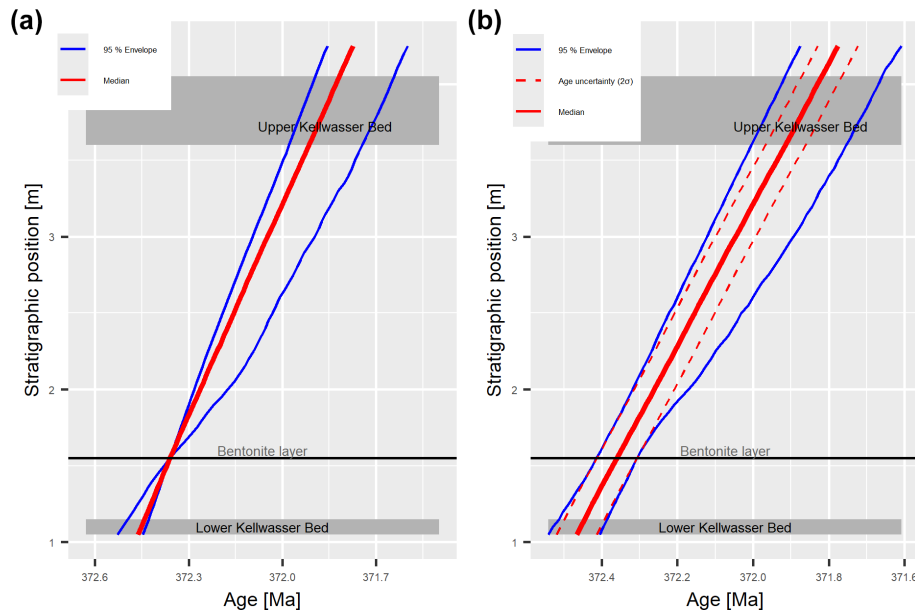 (a)
95 % Envelope
Median
Upper Kellwasser Bed
Bentonite layer
Lower Kellwasser Bed
Stratigraphic position [m]
3
2
1
372.6
372.3
372.0
371.7
Age [Ma]
(b)
95 % Envelope
Age uncertainty (2σ)
Median
Upper Kellwasser Bed
Bentonite layer
Lower Kellwasser Bed
Stratigraphic position [m]
3
2
1
372.4
372.2
372.0
371.8
371.6
Age [Ma]